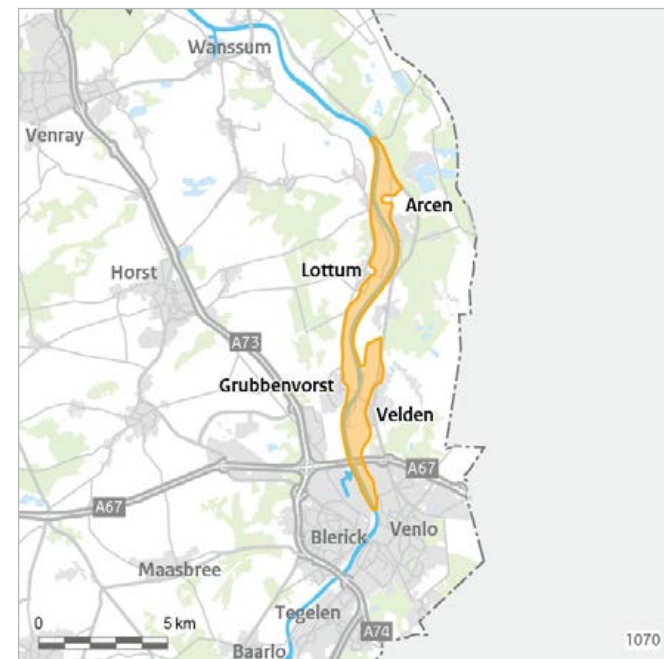 Wanssum
Venray
Arcen
Lottum
Horst
A73
Grubbenvorst
Velden
A67
A67
Blerick
Venlo
Maasbree
0 5 km
Tegelen
A74
Baarlo
1070